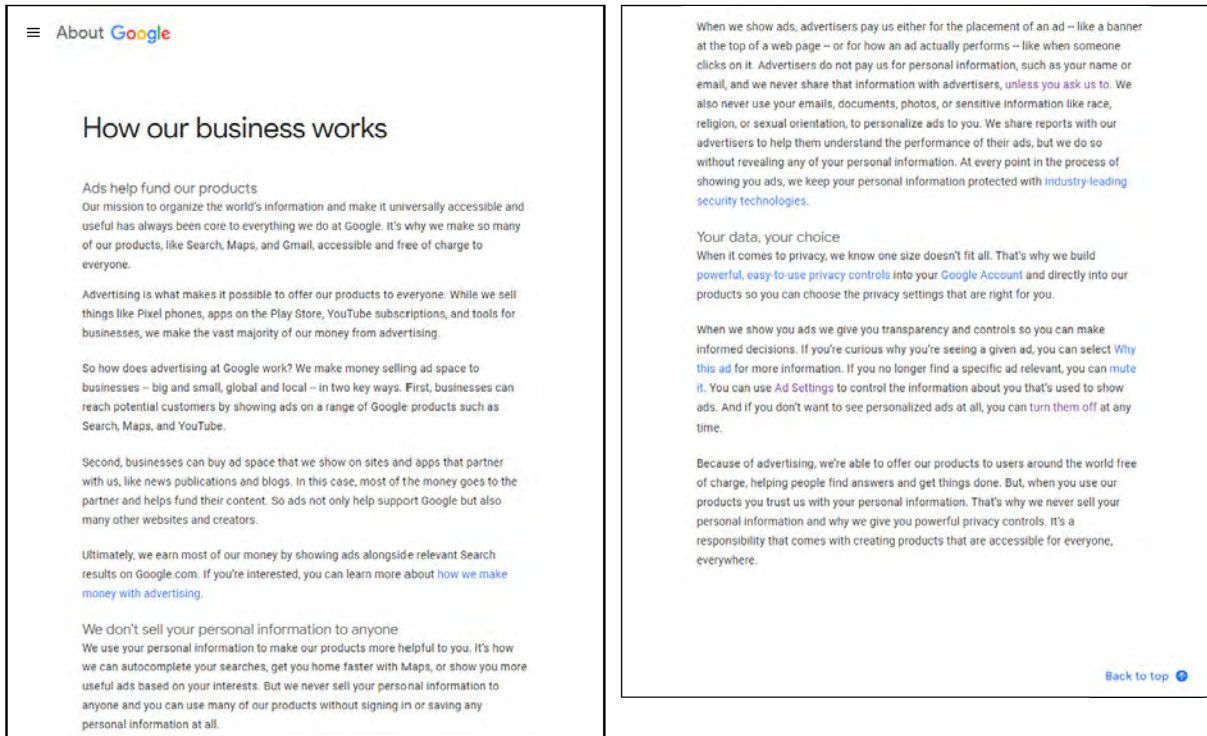 About Google
How our business works
Ads help fund our products
Our mission to organize the world's information and make it universally accessible and
useful has always been core to everything we do at Google. It's why we make so many
of our products, like Search, Maps, and Gmail, accessible and free of charge to
everyone.
Advertising is what makes it possible to offer our products to everyone. While we sell
things like Pixel phones, apps on the Play Store, YouTube subscriptions, and tools for
businesses, we make the vast majority of our money from advertising.
So how does advertising at Google work? We make money selling ad space to
businesses – big and small, global and local – in two key ways. First, businesses can
reach potential customers by showing ads on a range of Google products such as
Search, Maps, and YouTube.
Second, businesses can buy ad space that we show on sites and apps that partner
with us, like news publications and blogs. In this case, most of the money goes to the
partner and helps fund their content. So ads not only help support Google but also
many other websites and creators.
Ultimately, we earn most of our money by showing ads alongside relevant Search
results on Google.com. If you're interested, you can learn more about how we make
money with advertising.
We don't sell your personal information to anyone
We use your personal information to make our products more helpful to you. It's how
we can autocomplete your searches, get you home faster with Maps, or show you more
useful ads based on your interests. But we never sell your personal information to
anyone and you can use many of our products without signing in or saving any
personal information at all.
When we show ads, advertisers pay us either for the placement of an ad – like a banner
at the top of a web page – or for how an ad actually performs – like when someone
clicks on it. Advertisers do not pay us for personal information, such as your name or
email, and we never share that information with advertisers, unless you ask us to. We
also never use your emails, documents, photos, or sensitive information like race,
religion, or sexual orientation, to personalize ads to you. We share reports with our
advertisers to help them understand the performance of their ads, but we do so
without revealing any of your personal information. At every point in the process of
showing you ads, we keep your personal information protected with industry-leading
security technologies.
Your data, your choice
When it comes to privacy, we know one size doesn't fit all. That's why we build
powerful, easy-to-use privacy controls into your Google Account and directly into our
products so you can choose the privacy settings that are right for you.
When we show you ads we give you transparency and controls so you can make
informed decisions. If you're curious why you're seeing a given ad, you can select Why
this ad for more information. If you no longer find a specific ad relevant, you can mute
it. You can use Ad Settings to control the information about you that's used to show
ads. And if you don't want to see personalized ads at all, you can turn them off at any
time.
Because of advertising, we're able to offer our products to users around the world free
of charge, helping people find answers and get things done. But, when you use our
products you trust us with your personal information. That's why we never sell your
personal information and why we give you powerful privacy controls. It's a
responsibility that comes with creating products that are accessible for everyone,
everywhere.
Back to top